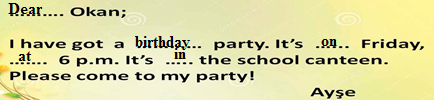 Dear.... Okan;
I have got a birthday.. party. It's ..on.. Friday,
...at... 6 p.m. It's ..in... the school canteen.
Please come to my party!
Ayşe